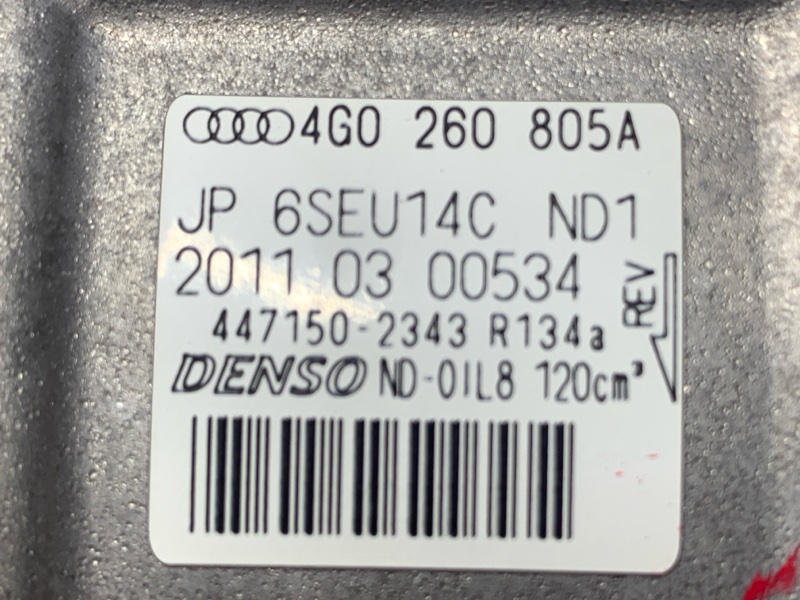 4G0 260 805A
JP 6SEU14C ND1
2011 03 00534
447150-2343 R134a
REV
DENSO ND-OIL8 120cm³